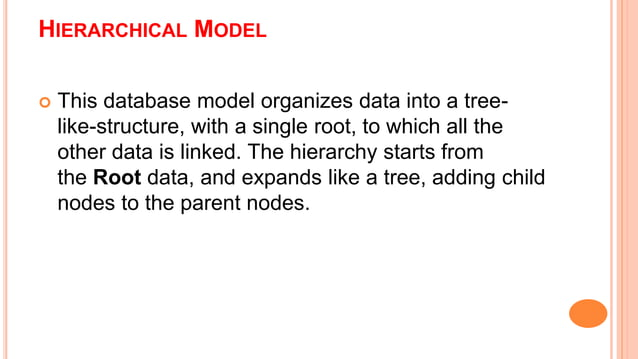 HIERARCHICAL MODEL
This database model organizes data into a tree-
like-structure, with a single root, to which all the
other data is linked. The hierarchy starts from
the Root data, and expands like a tree, adding child
nodes to the parent nodes.